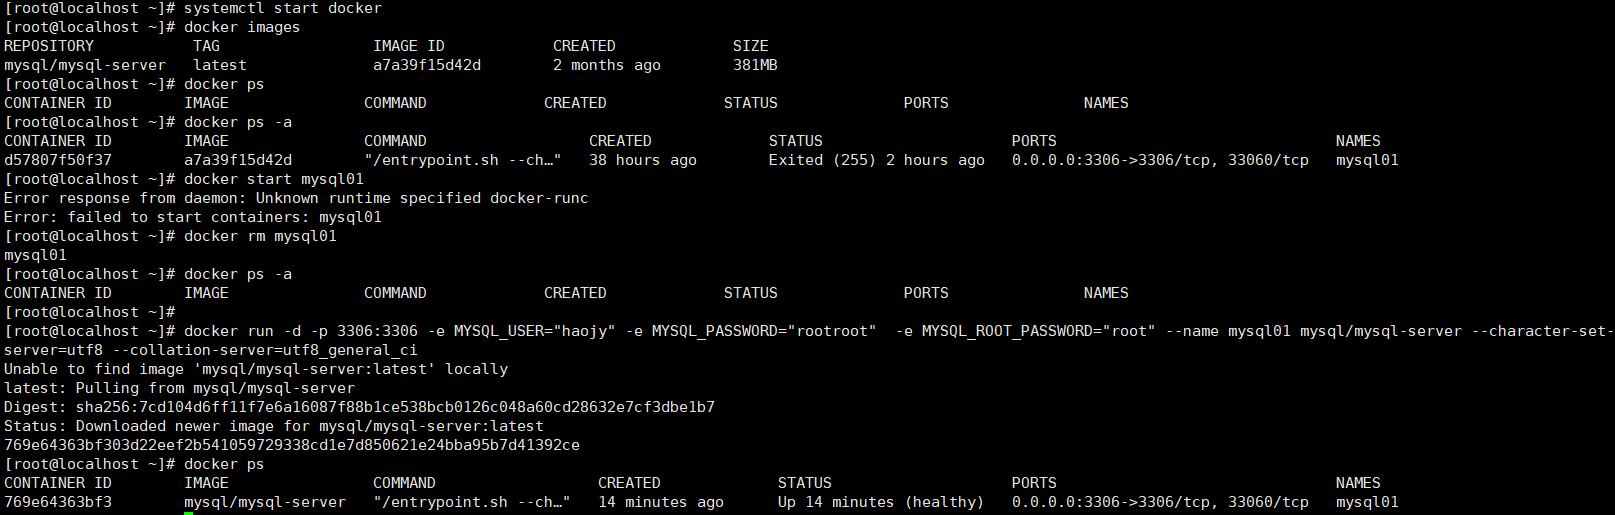 [root@localhost ~]# systemctl start docker
[root@localhost ~]# docker images
REPOSITORY           TAG                 IMAGE ID            CREATED             SIZE
mysql/mysql-server   latest              a7a39f15d42d        2 months ago        381MB
[root@localhost ~]# docker ps
CONTAINER ID        IMAGE               COMMAND             CREATED             STATUS              PORTS               NAMES
[root@localhost ~]# docker ps -a
CONTAINER ID        IMAGE               COMMAND                  CREATED             STATUS                     PORTS                               NAMES
d57807f50f37        a7a39f15d42d        "/entrypoint.sh --ch…"   38 hours ago        Exited (255) 2 hours ago   0.0.0.0:3306->3306/tcp, 33060/tcp   mysql01
[root@localhost ~]# docker start mysql01
Error response from daemon: Unknown runtime specified docker-runc
Error: failed to start containers: mysql01
[root@localhost ~]# docker rm mysql01
mysql01
[root@localhost ~]# docker ps -a
CONTAINER ID        IMAGE               COMMAND             CREATED             STATUS              PORTS               NAMES
[root@localhost ~]#
[root@localhost ~]# docker run -d -p 3306:3306 -e MYSQL_USER="haojy" -e MYSQL_PASSWORD="rootroot"  -e MYSQL_ROOT_PASSWORD="root" --name mysql01 mysql/mysql-server --character-set-
server=utf8 --collation-server=utf8_general_ci
Unable to find image 'mysql/mysql-server:latest' locally
latest: Pulling from mysql/mysql-server
Digest: sha256:7cd104d6ff11f7e6a16087f88b1ce538bcb0126c048a60cd28632e7cf3dbe1b7
Status: Downloaded newer image for mysql/mysql-server:latest
769e64363bf303d22eef2b541059729338cd1e7d850621e24bba95b7d41392ce
[root@localhost ~]# docker ps
CONTAINER ID        IMAGE                COMMAND                  CREATED             STATUS                    PORTS                               NAMES
769e64363bf3        mysql/mysql-server   "/entrypoint.sh --ch…"   14 minutes ago      Up 14 minutes (healthy)   0.0.0.0:3306->3306/tcp, 33060/tcp   mysql01